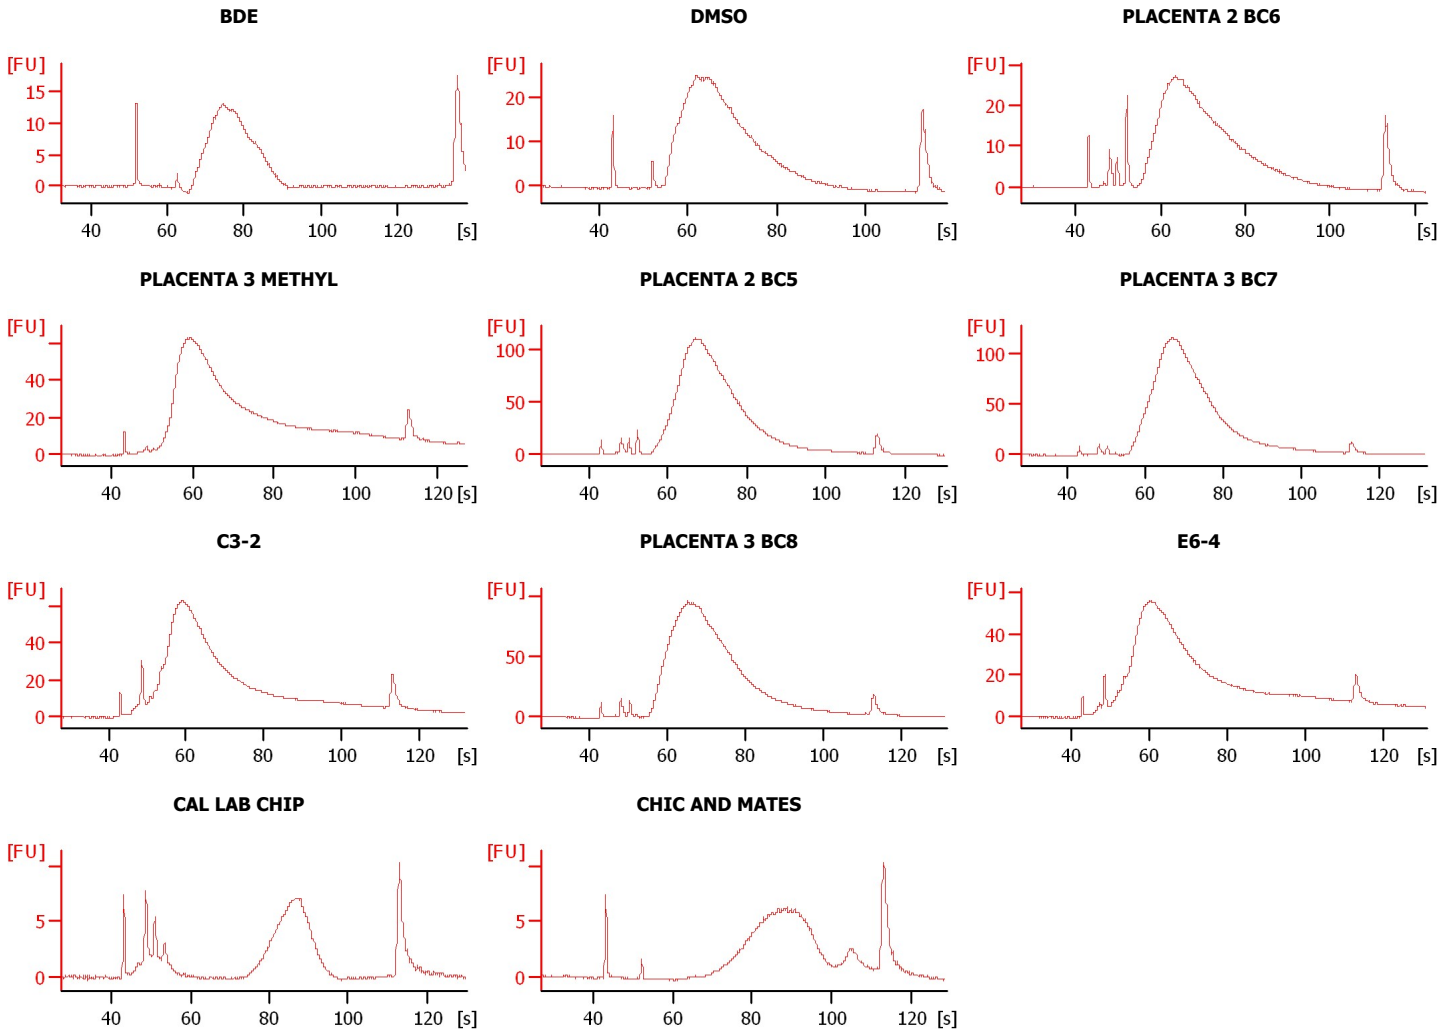 BDE
[FU]
15
10
5
0
40 60 80 100 120 [s]
DMSO
[FU]
20
10
0
40 60 80 100 [s]
PLACENTA 2 BC6
[FU]
20
10
0
40 60 80 100 [s]
PLACENTA 3 METHYL
[FU]
40
20
0
40 60 80 100 120 [s]
PLACENTA 2 BC5
[FU]
100
50
0
40 60 80 100 120 [s]
PLACENTA 3 BC7
[FU]
100
50
0
40 60 80 100 120 [s]
C3-2
[FU]
40
20
0
40 60 80 100 120 [s]
PLACENTA 3 BC8
[FU]
50
0
40 60 80 100 120 [s]
E6-4
[FU]
40
20
0
40 60 80 100 120 [s]
CAL LAB CHIP
[FU]
5
0
40 60 80 100 120 [s]
CHIC AND MATES
[FU]
5
0
40 60 80 100 120 [s]